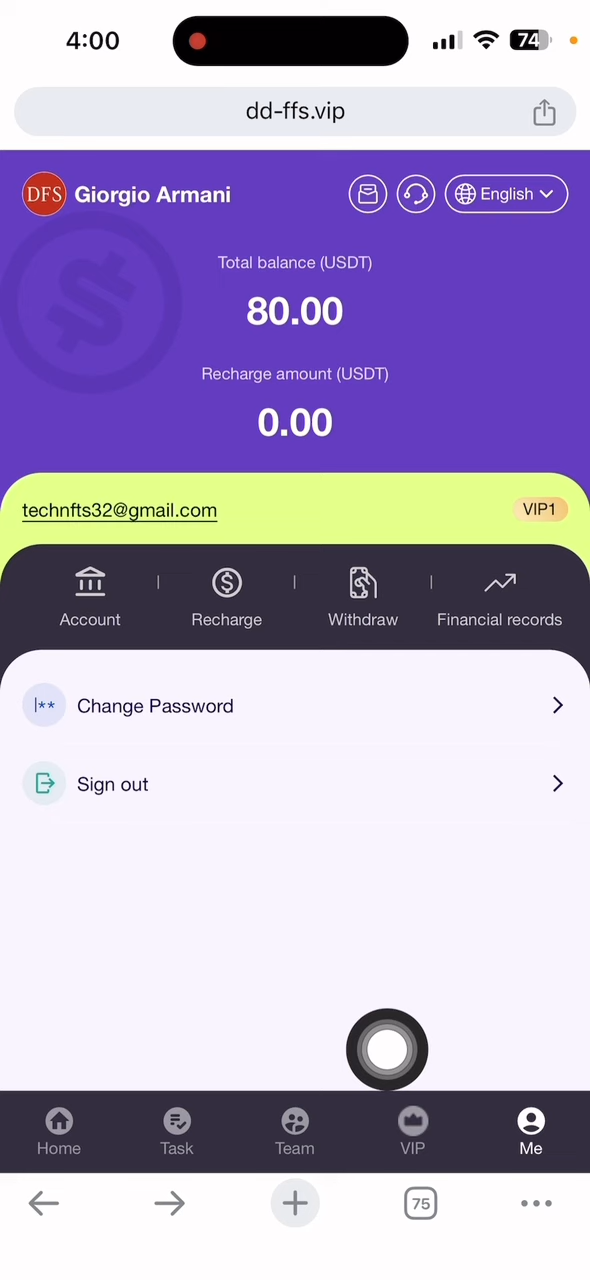 4:00
74
dd-ffs.vip
DFS Giorgio Armani
English
Total balance (USDT)
80.00
Recharge amount (USDT)
0.00
technfts32@gmail.com
VIP1
Account
Recharge
Withdraw
Financial records
Change Password
Sign out
Home
Task
Team
VIP
Me
75